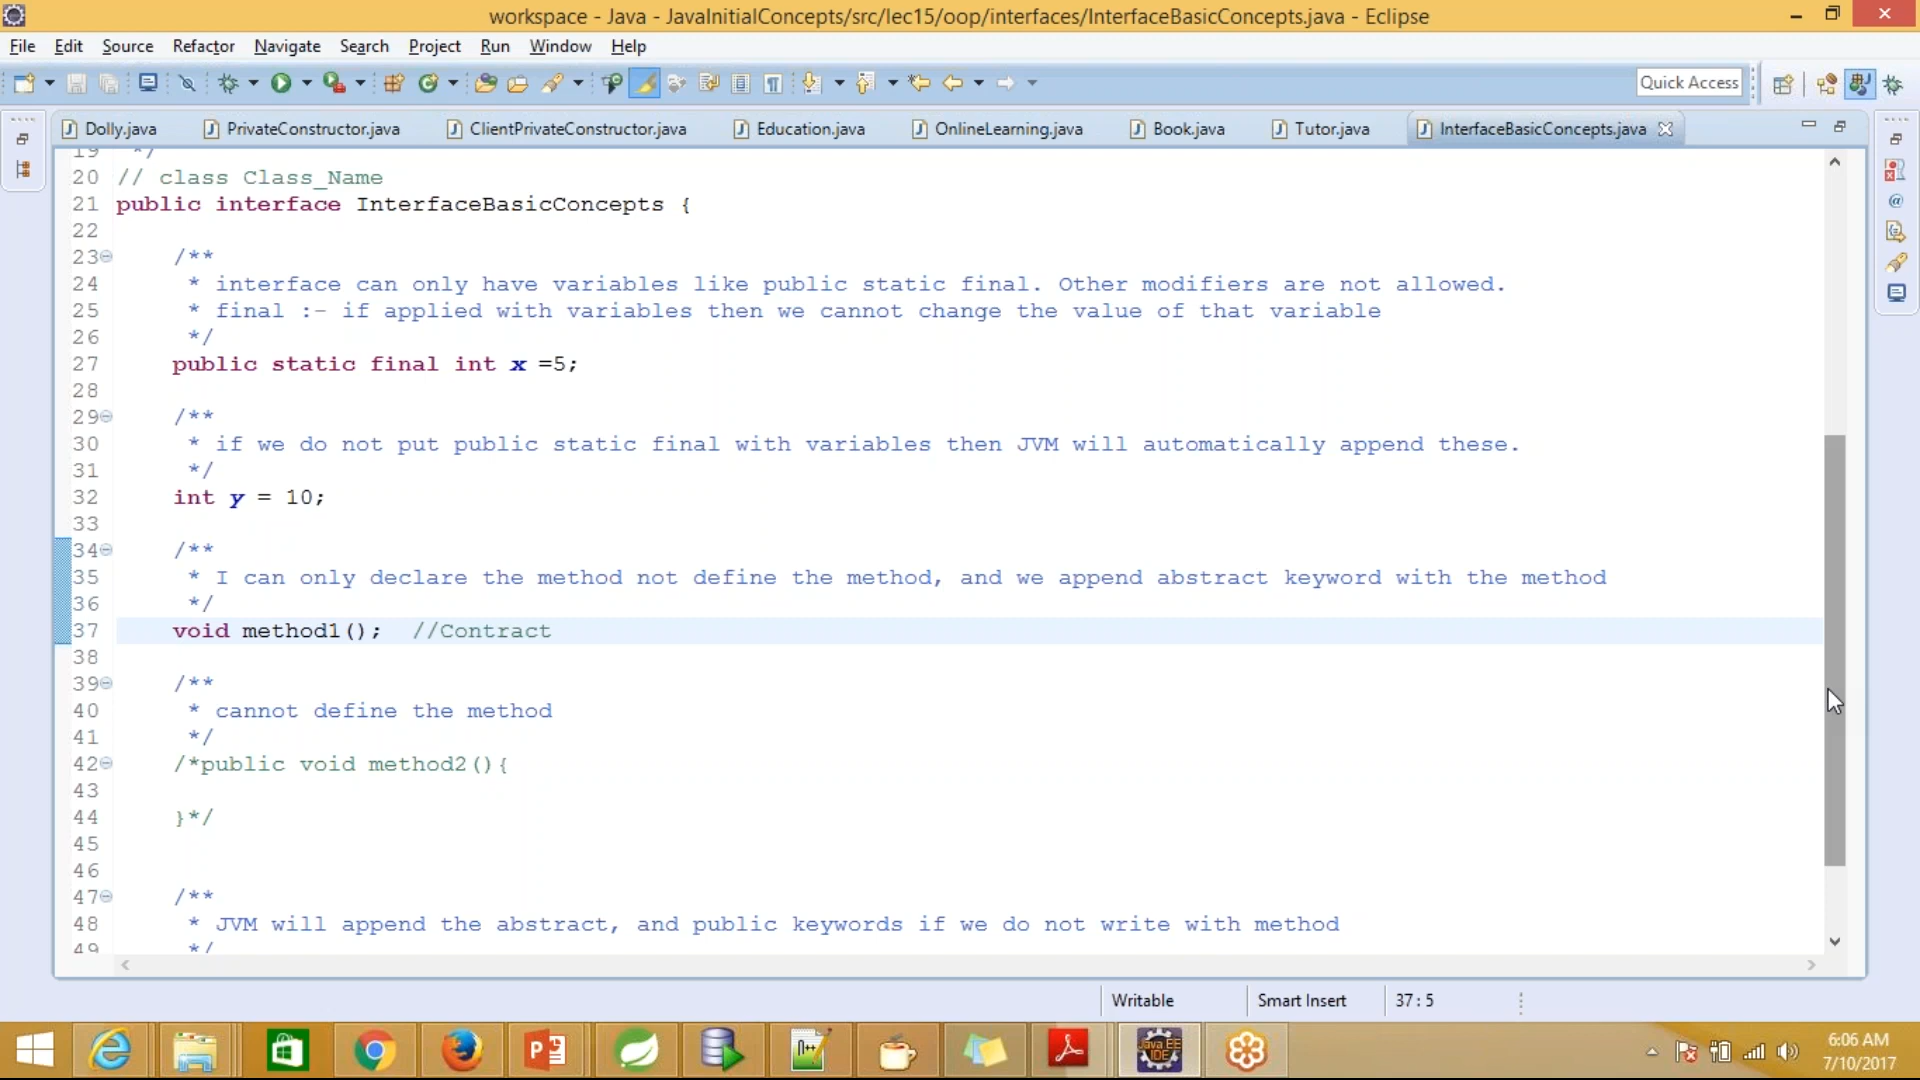 workspace - Java - JavaInitialConcepts/src/lec15/oop/interfaces/InterfaceBasicConcepts.java - Eclipse
File Edit Source Refactor Navigate Search Project Run Window Help
Quick Access
Dolly.java PrivateConstructor.java ClientPrivateConstructor.java Education.java OnlineLearning.java Book.java Tutor.java InterfaceBasicConcepts.java
19 */
20 // class Class_Name
21 public interface InterfaceBasicConcepts {
22
23 /**
24 * interface can only have variables like public static final. Other modifiers are not allowed.
25 * final :- if applied with variables then we cannot change the value of that variable
26 */
27 public static final int x =5;
28
29 /**
30 * if we do not put public static final with variables then JVM will automatically append these.
31 */
32 int y = 10;
33
34 /**
35 * I can only declare the method not define the method, and we append abstract keyword with the method
36 */
37 void method1(); //Contract
38
39 /**
40 * cannot define the method
41 */
42 /*public void method2(){
43
44 }*/
45
46
47 /**
48 * JVM will append the abstract, and public keywords if we do not write with method
49 */
Writable Smart Insert 37 : 5
Java EE
IDE
6:06 AM
7/10/2017